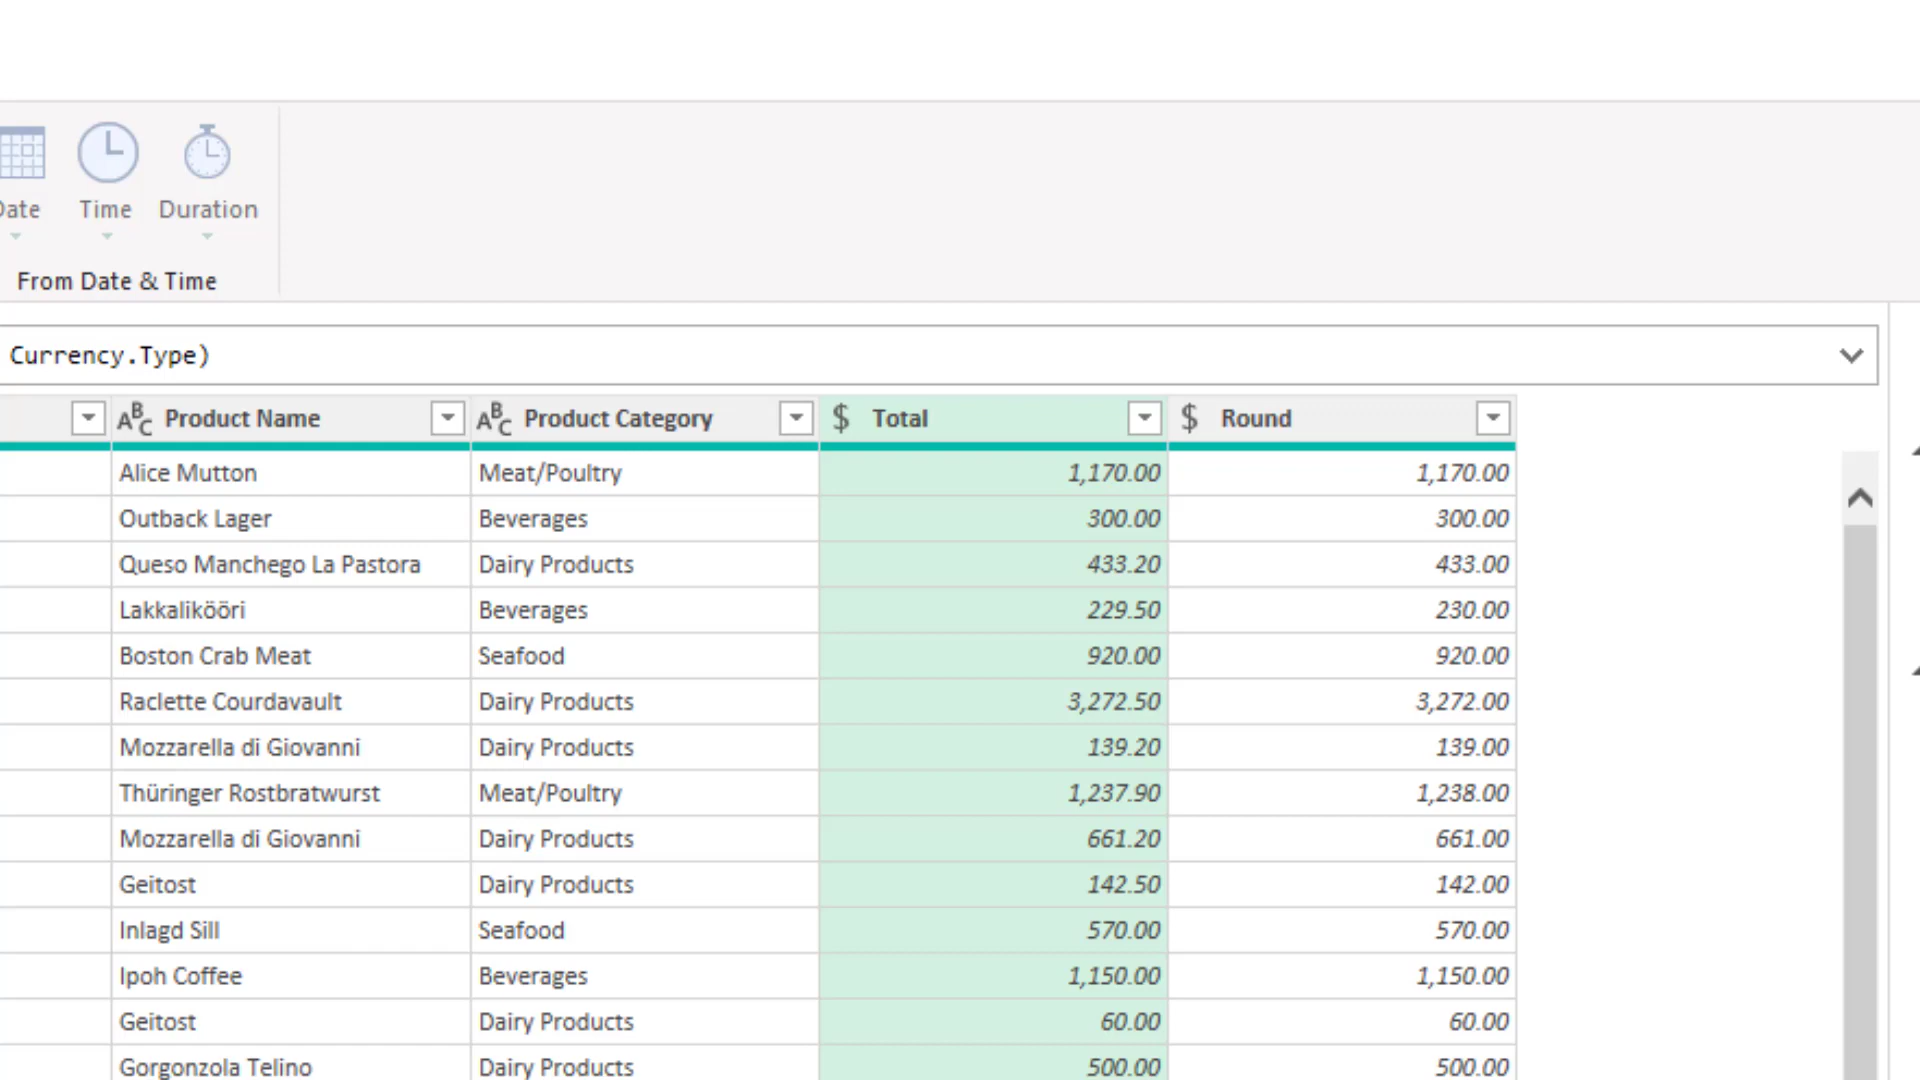 Date Time Duration
From Date & Time
Currency.Type)
ABC Product Name ABC Product Category $ Total $ Round
Alice Mutton Meat/Poultry 1,170.00 1,170.00
Outback Lager Beverages 300.00 300.00
Queso Manchego La Pastora Dairy Products 433.20 433.00
Lakkalikööri Beverages 229.50 230.00
Boston Crab Meat Seafood 920.00 920.00
Raclette Courdavault Dairy Products 3,272.50 3,272.00
Mozzarella di Giovanni Dairy Products 139.20 139.00
Thüringer Rostbratwurst Meat/Poultry 1,237.90 1,238.00
Mozzarella di Giovanni Dairy Products 661.20 661.00
Geitost Dairy Products 142.50 142.00
Inlagd Sill Seafood 570.00 570.00
Ipoh Coffee Beverages 1,150.00 1,150.00
Geitost Dairy Products 60.00 60.00
Gorgonzola Telino Dairy Products 500.00 500.00